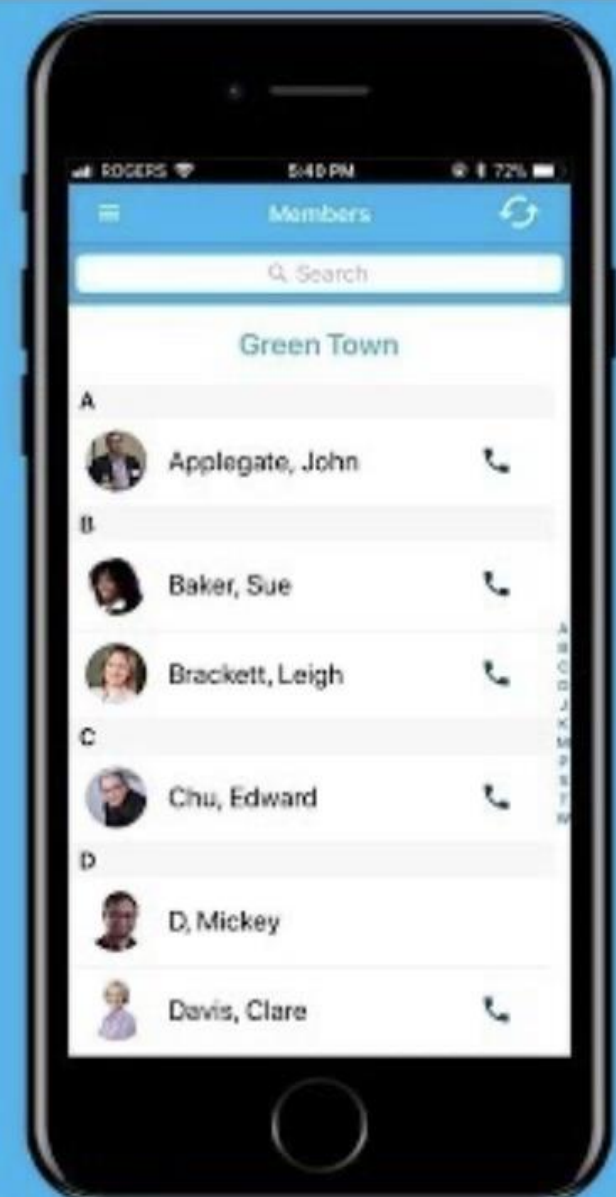 ROGERS 5:40 PM 72%
Members
Search
Green Town
A
Applegate, John
B
Baker, Sue
Brackett, Leigh
C
Chu, Edward
D
D, Mickey
Davis, Clare
A
B
C
D
J
K
M
P
S
T
W